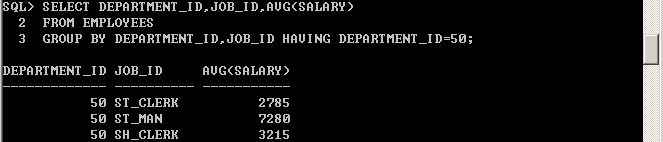 SQL> SELECT DEPARTMENT_ID,JOB_ID,AVG(SALARY)
2 FROM EMPLOYEES
3 GROUP BY DEPARTMENT_ID,JOB_ID HAVING DEPARTMENT_ID=50;
DEPARTMENT_ID JOB_ID AVG(SALARY)
------------- ---------- -----------
50 ST_CLERK 2785
50 ST_MAN 7280
50 SH_CLERK 3215